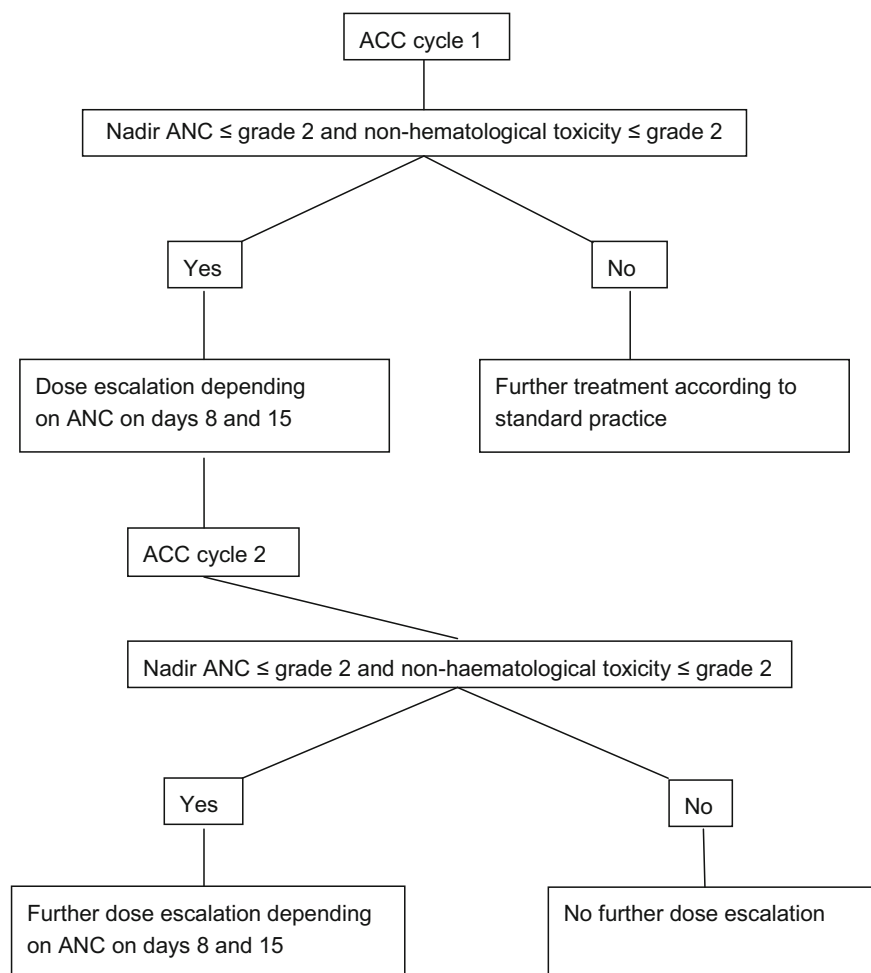 ACC cycle 1
Nadir ANC ≤ grade 2 and non-hematological toxicity ≤ grade 2
Yes
No
Dose escalation depending
on ANC on days 8 and 15
Further treatment according to
standard practice
ACC cycle 2
Nadir ANC ≤ grade 2 and non-haematological toxicity ≤ grade 2
Yes
No
Further dose escalation depending
on ANC on days 8 and 15
No further dose escalation